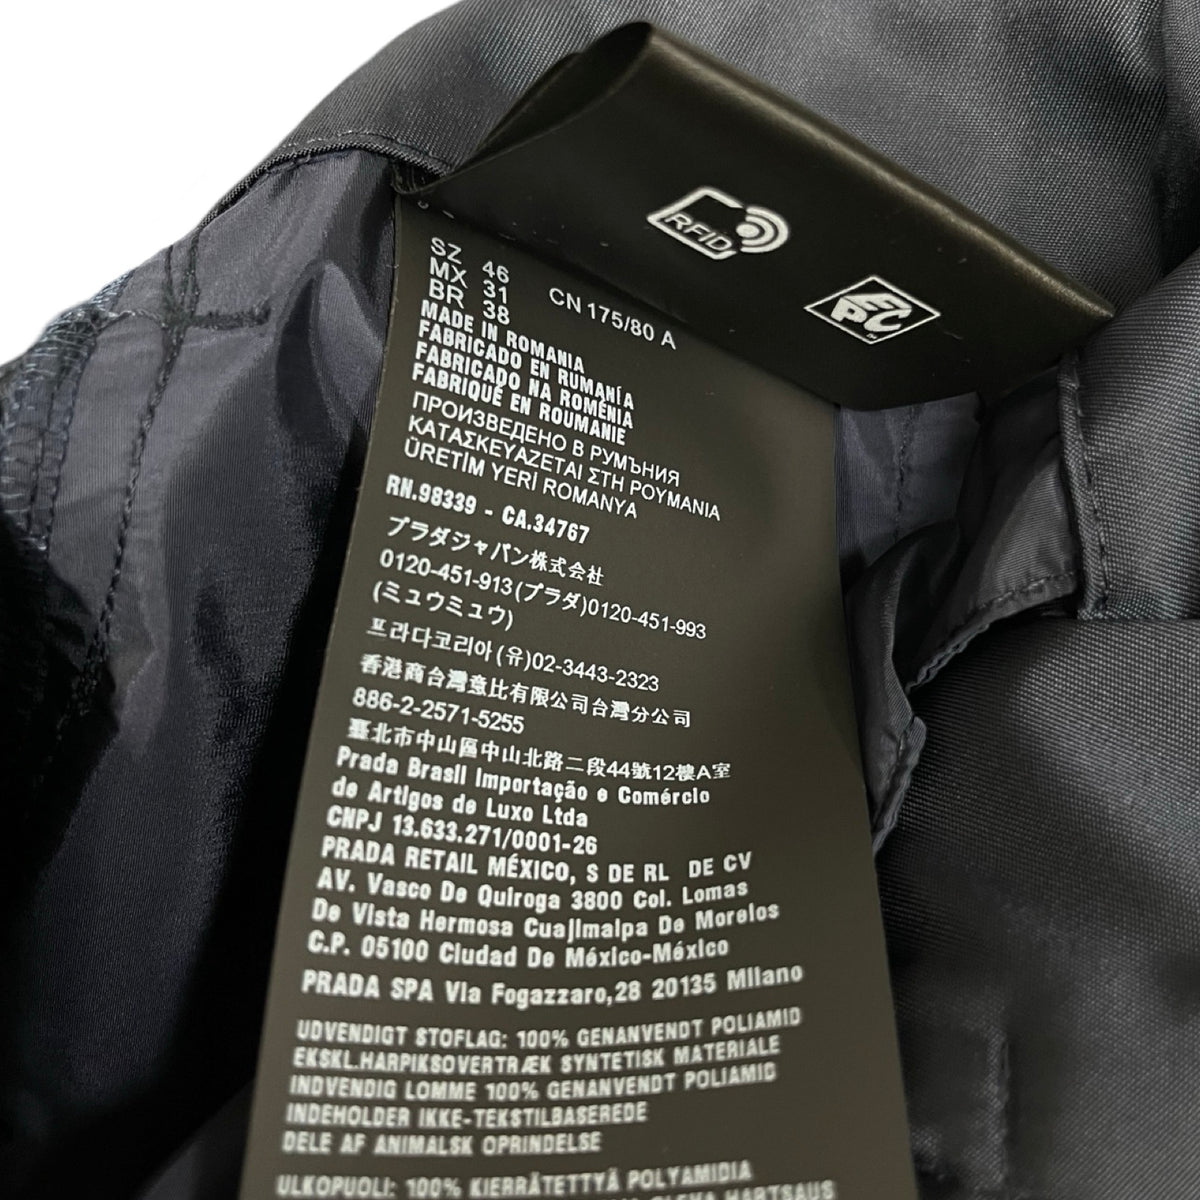 RFID
EPC
SZ 46
MX 31 CN 175/80 A
BR 38
MADE IN ROMANIA
FABRICADO EN RUMANÍA
FABRICADO NA ROMÉNIA
FABRIQUÉ EN ROUMANIE
ПРОИЗВЕДЕНО В РУМЪНИЯ
ΚΑΤΑΣΚΕΥΑΖΕΤΑΙ ΣΤΗ ΡΟΥΜΑΝΙΑ
ÜRETİM YERİ ROMANYA
RN.98339 - CA.34767
プラダジャパン株式会社
0120-451-913(プラダ)0120-451-993
(ミュウミュウ)
프라다코리아(유)02-3443-2323
香港商台灣意比有限公司台灣分公司
886-2-2571-5255
臺北市中山區中山北路二段44號12樓A室
Prada Brasil Importação e Comércio
de Artigos de Luxo Ltda
CNPJ 13.633.271/0001-26
PRADA RETAIL MÉXICO, S DE RL DE CV
AV. Vasco De Quiroga 3800 Col. Lomas
De Vista Hermosa Cuajimalpa De Morelos
C.P. 05100 Ciudad De México-México
PRADA SPA Via Fogazzaro,28 20135 Milano
UDVENDIGT STOFLAG: 100% GENANVENDT POLIAMID
EKSKL.HARPIKSOVERTRÆK SYNTETISK MATERIALE
INDVENDIG LOMME 100% GENANVENDT POLIAMID
INDEHOLDER IKKE-TEKSTILBASEREDE
DELE AF ANIMALSK OPRINDELSE
ULKOPUOLI: 100% KIERRÄTETTYÄ POLYAMIDIA
HARTSAUS